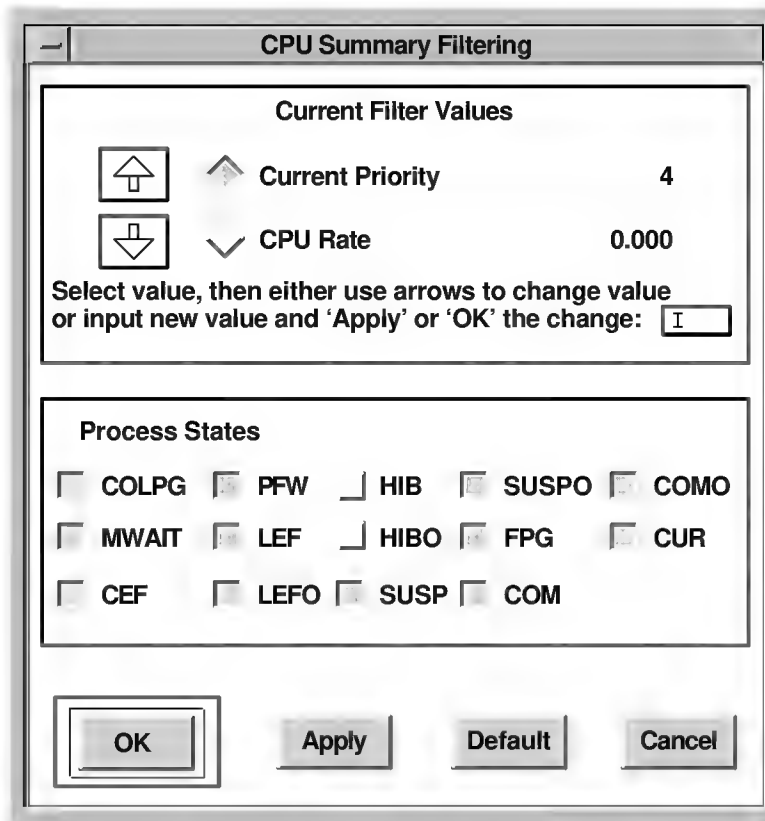 CPU Summary Filtering
Current Filter Values
Current Priority 4
CPU Rate 0.000
Select value, then either use arrows to change value
or input new value and ‘Apply’ or ‘OK’ the change:
Process States
COLPG PFW HIB SUSPO COMO
MWAIT LEF HIBO FPG CUR
CEF LEFO SUSP COM
OK Apply Default Cancel